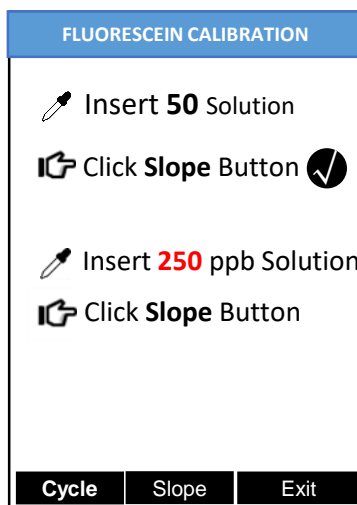 FLUORESCEIN CALIBRATION
Insert 50 Solution
Click Slope Button
Insert 250 ppb Solution
Click Slope Button
Cycle Slope Exit